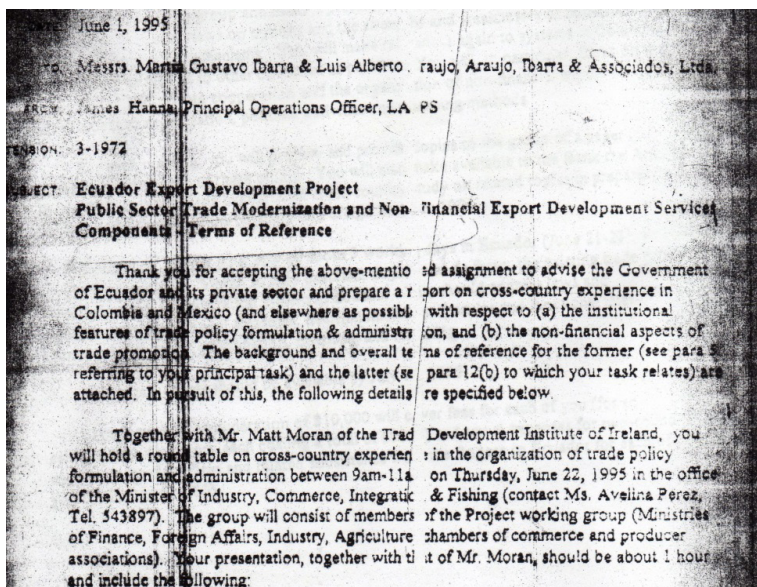 DATE: June 1, 1995
TO: Messrs. Martin Gustavo Ibarra & Luis Alberto raujo, Araujo, Ibarra & Associados, Ltda.
FROM: James Hanna, Principal Operations Officer, LA PS
TENSION: 3-1972
SUBJECT: Ecuador Export Development Project
Public Sector Trade Modernization and Non- Financial Export Development Services
Components - Terms of Reference
Thank you for accepting the above-mentio d assignment to advise the Government
of Ecuador and its private sector and prepare a r port on cross-country experience in
Colombia and Mexico (and elsewhere as possibl with respect to (a) the institutional
features of trade policy formulation & administra on, and (b) the non-financial aspects of
trade promotion. The background and overall te ms of reference for the former (see para 5
referring to your principal task) and the latter (se para 12(b) to which your task relates) are
attached. In pursuit of this, the following details re specified below.
Together with Mr. Matt Moran of the Trad Development Institute of Ireland, you
will hold a round table on cross-country experien e in the organization of trade policy
formulation and administration between 9am-11a on Thursday, June 22, 1995 in the office
of the Minister of Industry, Commerce, Integratic & Fishing (contact Ms. Avelina Perez,
Tel. 543897). The group will consist of members of the Project working group (Ministries
of Finance, Foreign Affairs, Industry, Agriculture chambers of commerce and producer
associations). Your presentation, together with ti t of Mr. Moran, should be about 1 hour
and include the following: